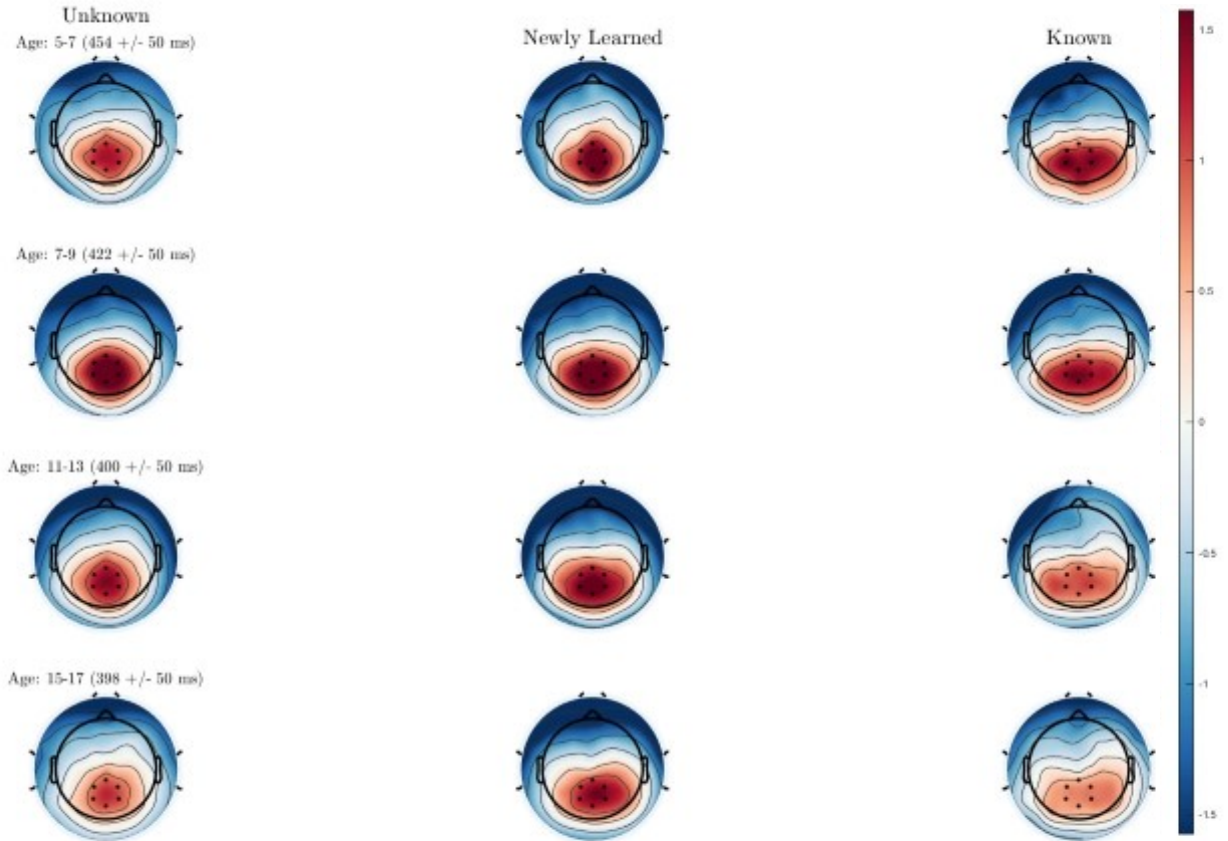 Unknown
Age: 5-7 (454 +/- 50 ms)
Newly Learned
Known
Age: 7-9 (422 +/- 50 ms)
Age: 11-13 (400 +/- 50 ms)
Age: 15-17 (398 +/- 50 ms)
1.5
1
0.5
0
-0.5
-1
-1.5